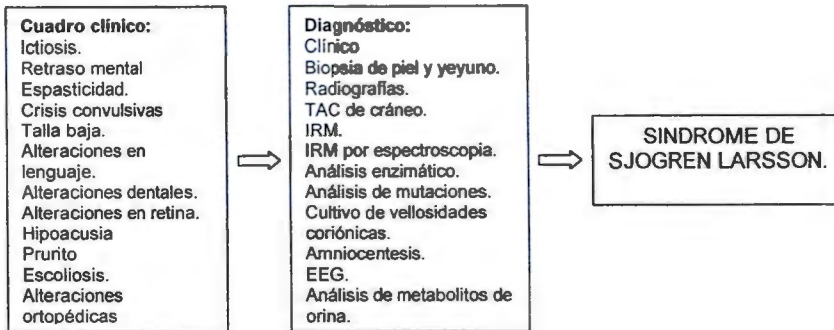 Cuadro clínico:
Ictiosis.
Retraso mental
Espasticidad.
Crisis convulsivas
Talla baja.
Alteraciones en
lenguaje.
Alteraciones dentales.
Alteraciones en retina.
Hipoacusia
Prurito
Escoliosis.
Alteraciones
ortopédicas
Diagnóstico:
Clínico
Biopsia de piel y yeyuno.
Radiografías.
TAC de cráneo.
IRM.
IRM por espectroscopia.
Análisis enzimático.
Análisis de mutaciones.
Cultivo de vellosidades
coriónicas.
Amniocentesis.
EEG.
Análisis de metabolitos de
orina.
SINDROME DE
SJOGREN LARSSON.